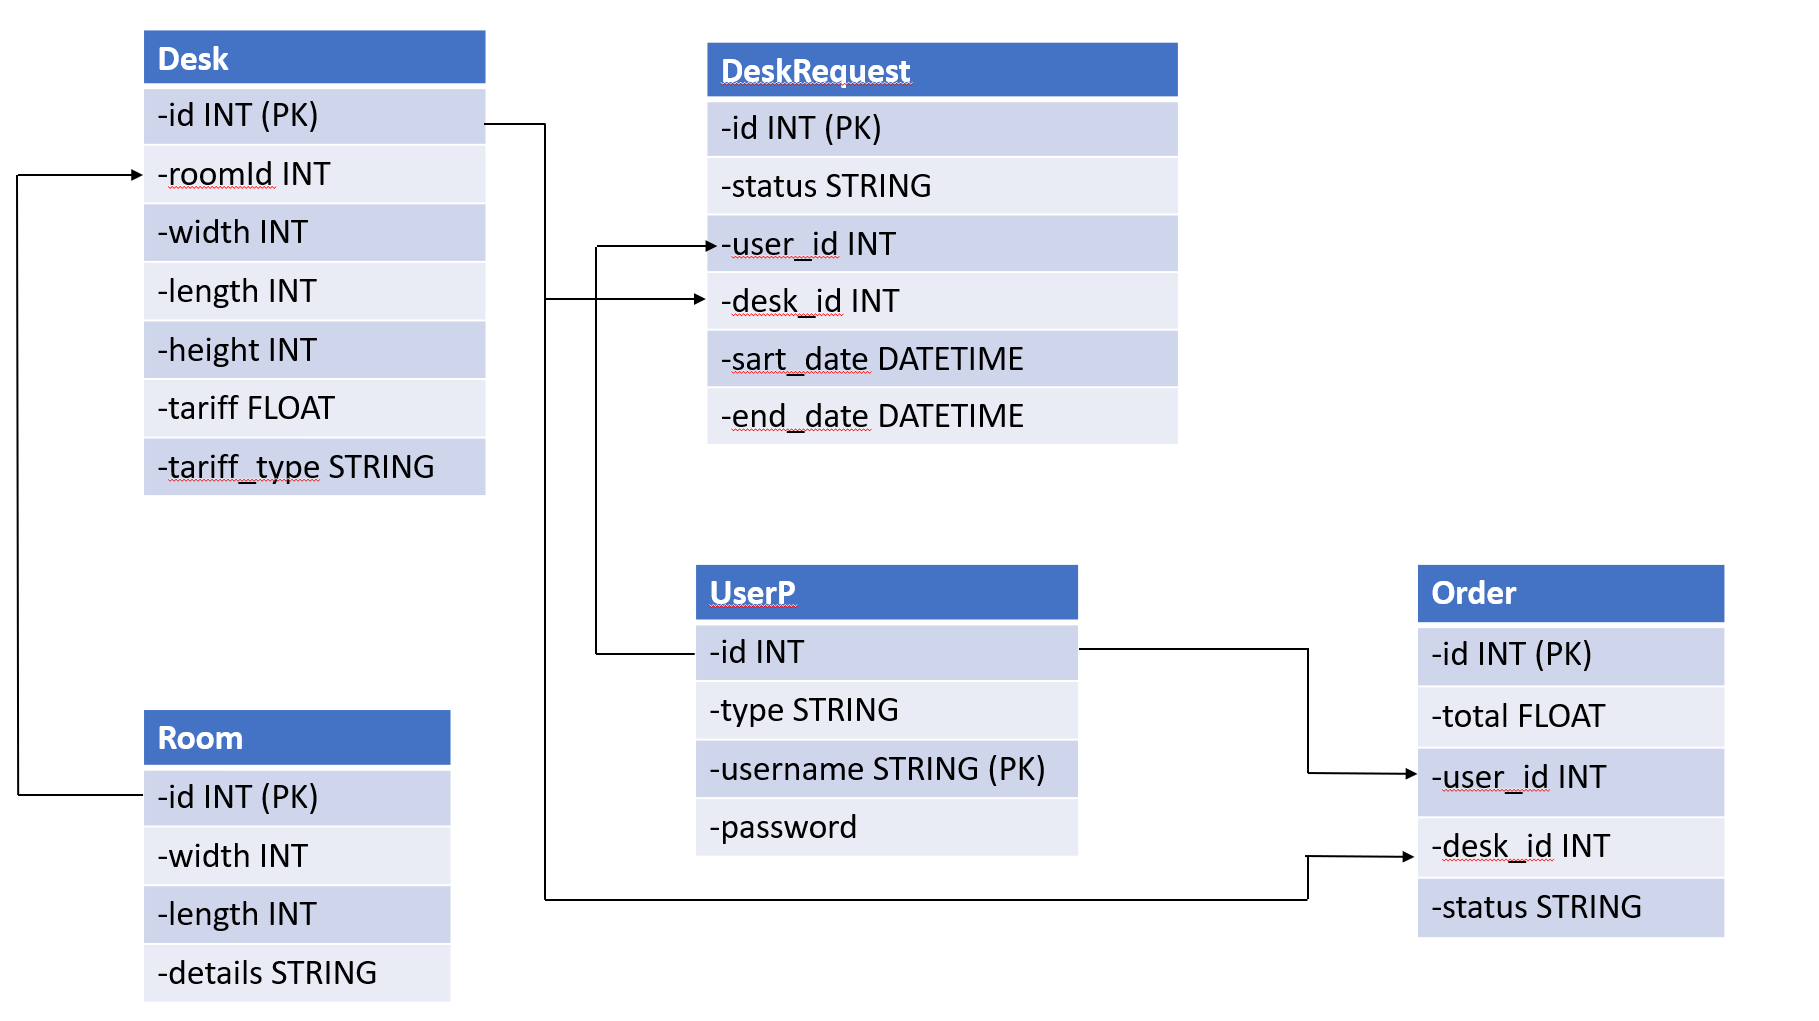 Desk
-id INT (PK)
-roomId INT
-width INT
-length INT
-height INT
-tariff FLOAT
-tariff_type STRING
DeskRequest
-id INT (PK)
-status STRING
-user_id INT
-desk_id INT
-sart_date DATETIME
-end_date DATETIME
UserP
-id INT
-type STRING
-username STRING (PK)
-password
Order
-id INT (PK)
-total FLOAT
-user_id INT
-desk_id INT
-status STRING
Room
-id INT (PK)
-width INT
-length INT
-details STRING